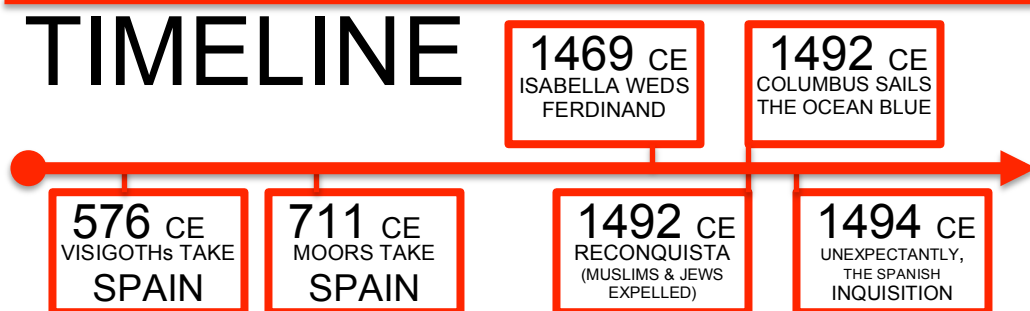 TIMELINE
1469 CE
ISABELLA WEDS
FERDINAND
1492 CE
COLUMBUS SAILS
THE OCEAN BLUE
576 CE
VISIGOTHs TAKE
SPAIN
711 CE
MOORS TAKE
SPAIN
1492 CE
RECONQUISTA
(MUSLIMS & JEWS
EXPELLED)
1494 CE
UNEXPECTANTLY,
THE SPANISH
INQUISITION